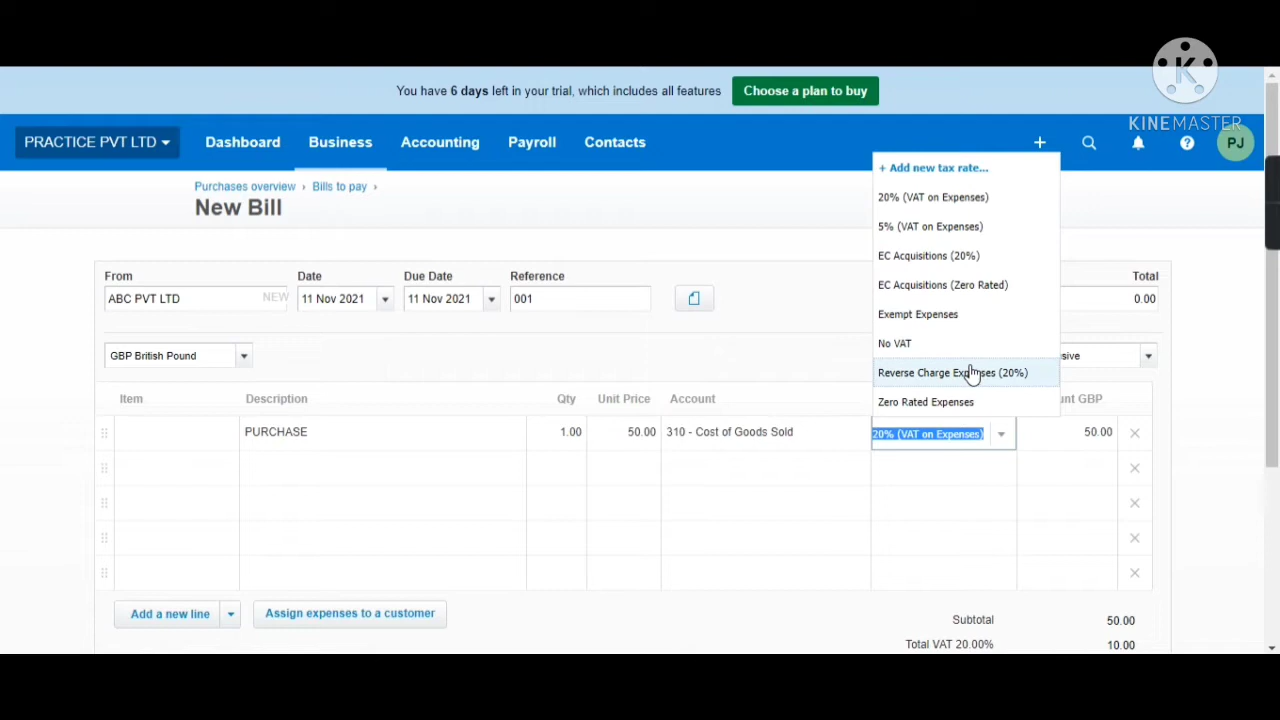 KINEMASTER
You have 6 days left in your trial, which includes all features
Choose a plan to buy
PRACTICE PVT LTD
Dashboard
Business
Accounting
Payroll
Contacts
PJ
Purchases overview › Bills to pay ›
New Bill
+ Add new tax rate...
20% (VAT on Expenses)
5% (VAT on Expenses)
EC Acquisitions (20%)
EC Acquisitions (Zero Rated)
Exempt Expenses
No VAT
Reverse Charge Expenses (20%)
Zero Rated Expenses
From
Date
Due Date
Reference
Total
ABC PVT LTD
NEW
11 Nov 2021
11 Nov 2021
001
0.00
GBP British Pound
Item
Description
Qty
Unit Price
Account
GBP
PURCHASE
1.00
50.00
310 - Cost of Goods Sold
20% (VAT on Expenses)
50.00
Add a new line
Assign expenses to a customer
Subtotal
50.00
Total VAT 20.00%
10.00